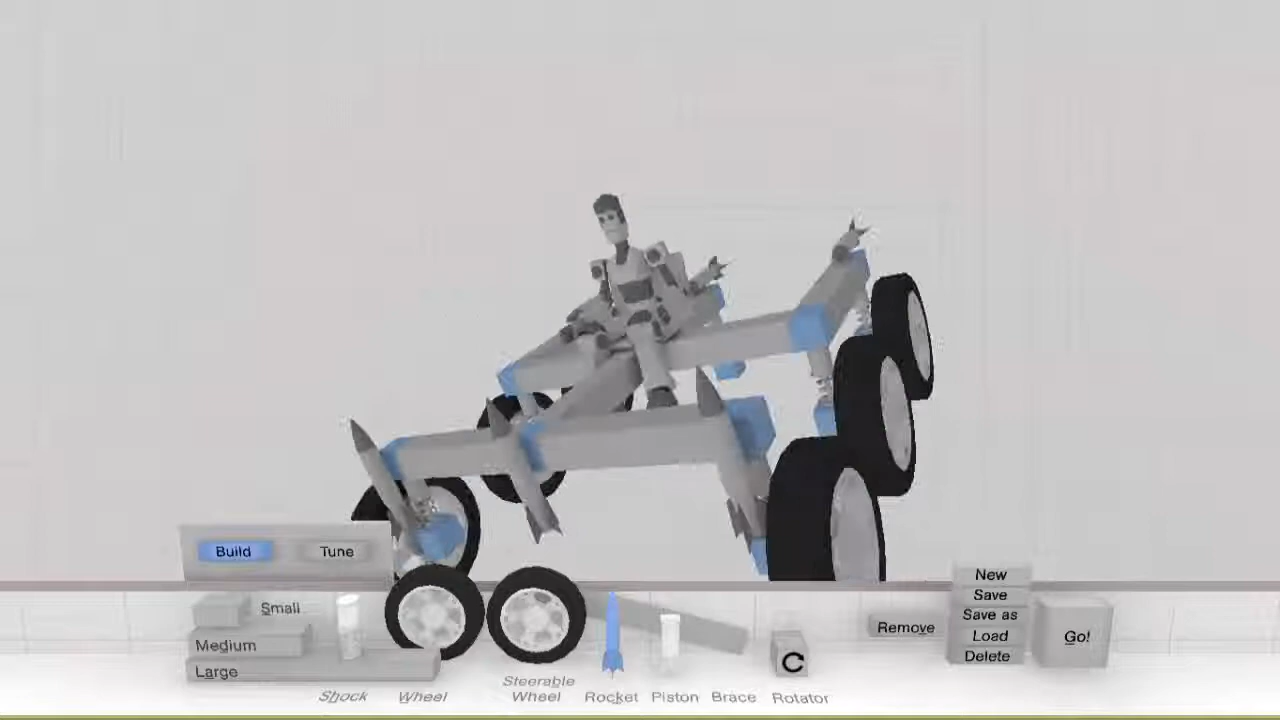 Build
Tune
Small
Medium
Large
Shock
Wheel
Steerable
Wheel
Rocket
Piston
Brace
Rotator
C
Remove
New
Save
Save as
Load
Delete
Go!